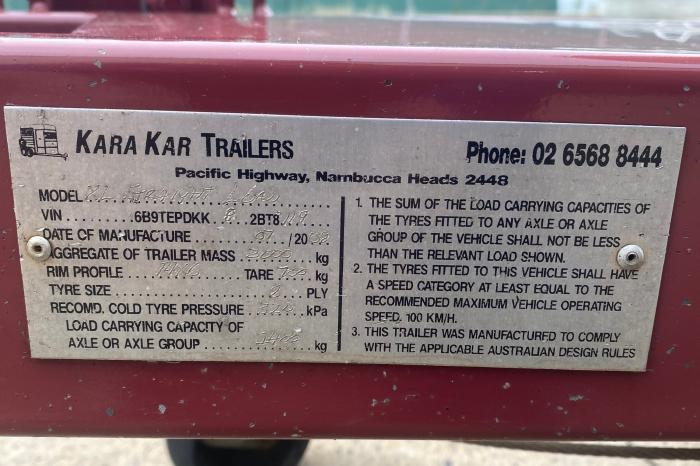 KARA KAR TRAILERS
Phone: 02 6568 8444
Pacific Highway, Nambucca Heads 2448
MODEL
VIN 6B9TEPDKK 2BT8
DATE OF MANUFACTURE /20
AGGREGATE OF TRAILER MASS kg
RIM PROFILE TARE kg
TYRE SIZE PLY
RECOMD. COLD TYRE PRESSURE kPa
LOAD CARRYING CAPACITY OF
AXLE OR AXLE GROUP kg
1. THE SUM OF THE LOAD CARRYING CAPACITIES OF
THE TYRES FITTED TO ANY AXLE OR AXLE
GROUP OF THE VEHICLE SHALL NOT BE LESS
THAN THE RELEVANT LOAD SHOWN.
2. THE TYRES FITTED TO THIS VEHICLE SHALL HAVE
A SPEED CATEGORY AT LEAST EQUAL TO THE
RECOMMENDED MAXIMUM VEHICLE OPERATING
SPEED. 100 KM/H.
3. THIS TRAILER WAS MANUFACTURED TO COMPLY
WITH THE APPLICABLE AUSTRALIAN DESIGN RULES